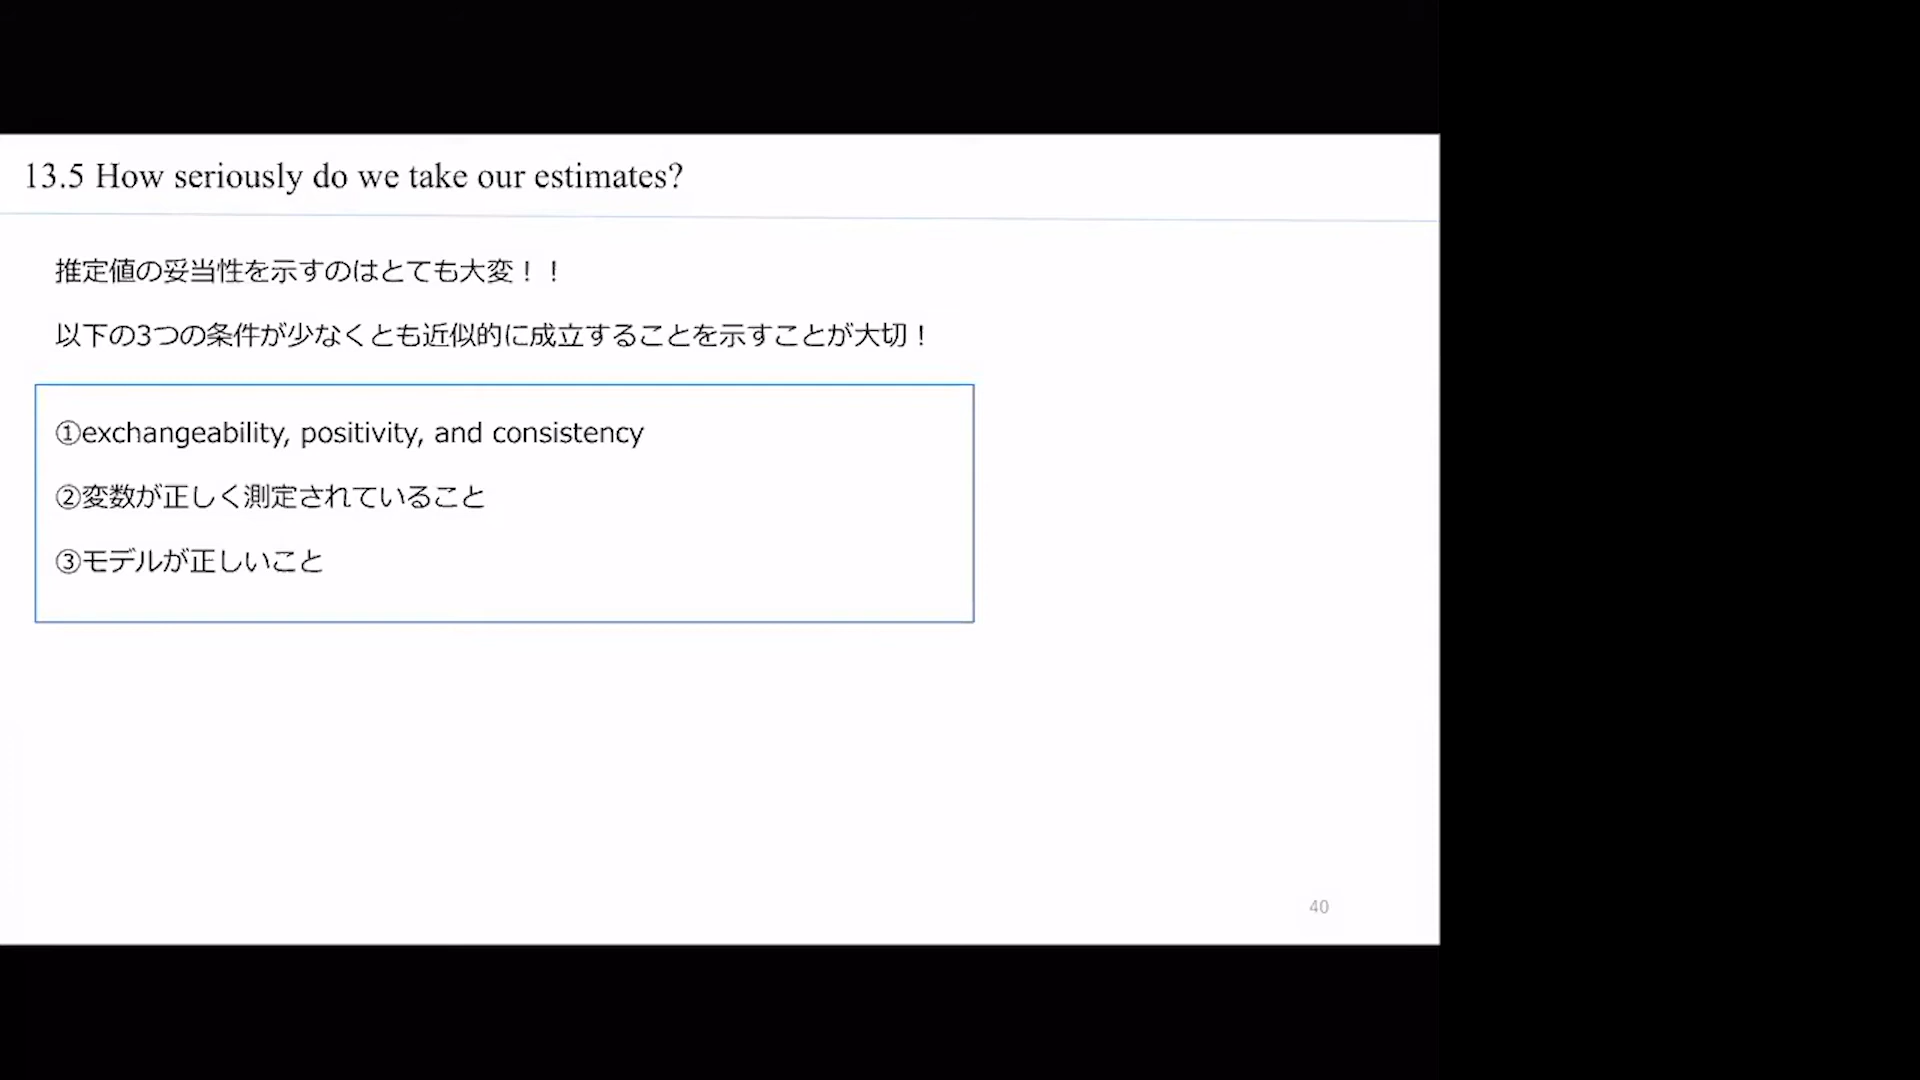 13.5 How seriously do we take our estimates?
推定値の妥当性を示すのはとても大変！！
以下の3つの条件が少なくとも近似的に成立することを示すことが大切！
①exchangeability, positivity, and consistency
②変数が正しく測定されていること
③モデルが正しいこと
40